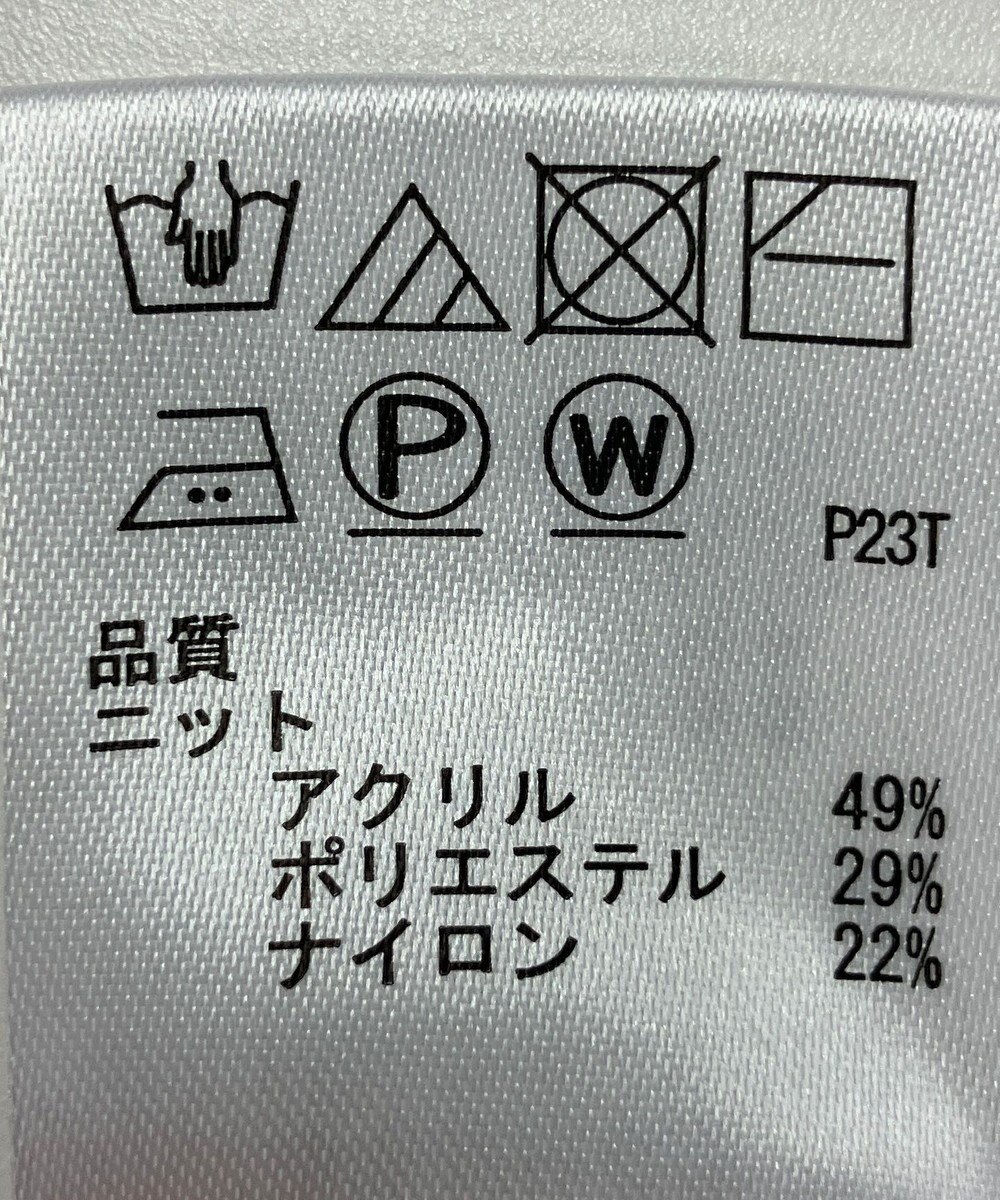 P W
P23T
品質
ニット
アクリル 49%
ポリエステル 29%
ナイロン 22%